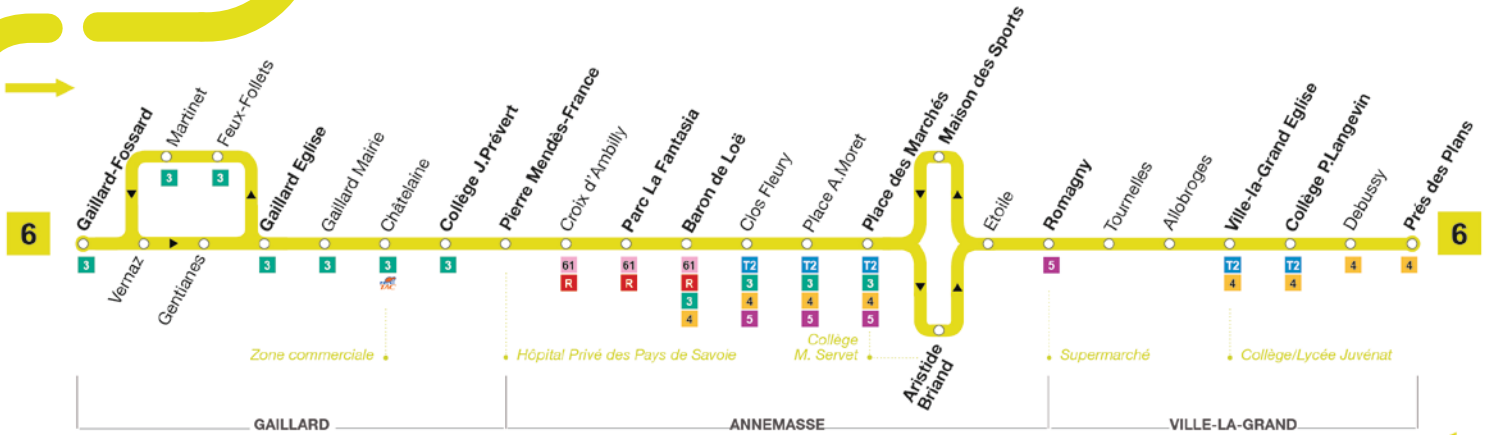 6
Gaillard-Fossard
3
Martinet
3
Feux-Follets
3
Vernaz
Gentianes
Gaillard Eglise
3
Gaillard Mairie
3
Châtelaine
3
Collège J.Prévert
3
Pierre Mendès-France
Croix d'Ambilly
61
R
Parc La Fantasia
61
R
Baron de Loë
61
R
3
4
Clos Fleury
T2
3
4
5
Place A.Moret
T2
3
4
5
Place des Marchés
T2
3
4
5
Maison des Sports
Aristide
Briand
Etoile
Romagny
5
Tournelles
Allobroges
Ville-la-Grand Eglise
T2
4
Collège P.Langevin
T2
4
Debussy
4
Prés des Plans
4
6
Zone commerciale
Hôpital Privé des Pays de Savoie
Collège
M. Servet
Supermarché
Collège/Lycée Juvénat
GAILLARD
ANNEMASSE
VILLE-LA-GRAND